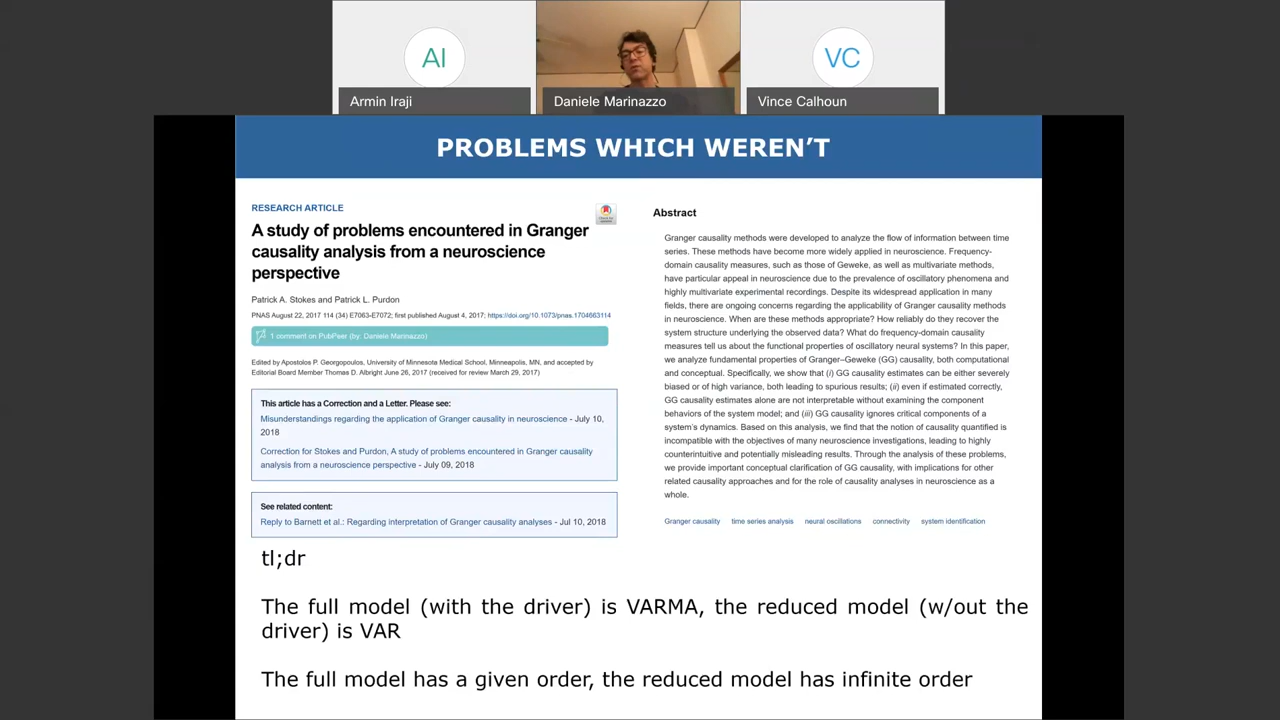 AI
VC
Armin Iraji
Daniele Marinazzo
Vince Calhoun
PROBLEMS WHICH WEREN'T
RESEARCH ARTICLE
A study of problems encountered in Granger
causality analysis from a neuroscience
perspective
Patrick A. Stokes and Patrick L. Purdon
PNAS August 22, 2017 114 (34) E7063-E7072; first published August 4, 2017; https://doi.org/10.1073/pnas.1704663114
1 comment on PubPeer (by: Daniele Marinazzo)
Edited by Apostolos P. Georgopoulos, University of Minnesota Medical School, Minneapolis, MN, and accepted by
Editorial Board Member Thomas D. Albright June 26, 2017 (received for review March 29, 2017)
This article has a Correction and a Letter. Please see:
Misunderstandings regarding the application of Granger causality in neuroscience - July 10,
2018
Correction for Stokes and Purdon, A study of problems encountered in Granger causality
analysis from a neuroscience perspective - July 09, 2018
See related content:
Reply to Barnett et al.: Regarding interpretation of Granger causality analyses - Jul 10, 2018
Abstract
Granger causality methods were developed to analyze the flow of information between time
series. These methods have become more widely applied in neuroscience. Frequency-
domain causality measures, such as those of Geweke, as well as multivariate methods,
have particular appeal in neuroscience due to the prevalence of oscillatory phenomena and
highly multivariate experimental recordings. Despite its widespread application in many
fields, there are ongoing concerns regarding the applicability of Granger causality methods
in neuroscience. When are these methods appropriate? How reliably do they recover the
system structure underlying the observed data? What do frequency-domain causality
measures tell us about the functional properties of oscillatory neural systems? In this paper,
we analyze fundamental properties of Granger–Geweke (GG) causality, both computational
and conceptual. Specifically, we show that (i) GG causality estimates can be either severely
biased or of high variance, both leading to spurious results; (ii) even if estimated correctly,
GG causality estimates alone are not interpretable without examining the component
behaviors of the system model; and (iii) GG causality ignores critical components of a
system's dynamics. Based on this analysis, we find that the notion of causality quantified is
incompatible with the objectives of many neuroscience investigations, leading to highly
counterintuitive and potentially misleading results. Through the analysis of these problems,
we provide important conceptual clarification of GG causality, with implications for other
related causality approaches and for the role of causality analyses in neuroscience as a
whole.
Granger causality time series analysis neural oscillations connectivity system identification
tl;dr
The full model (with the driver) is VARMA, the reduced model (w/out the
driver) is VAR
The full model has a given order, the reduced model has infinite order